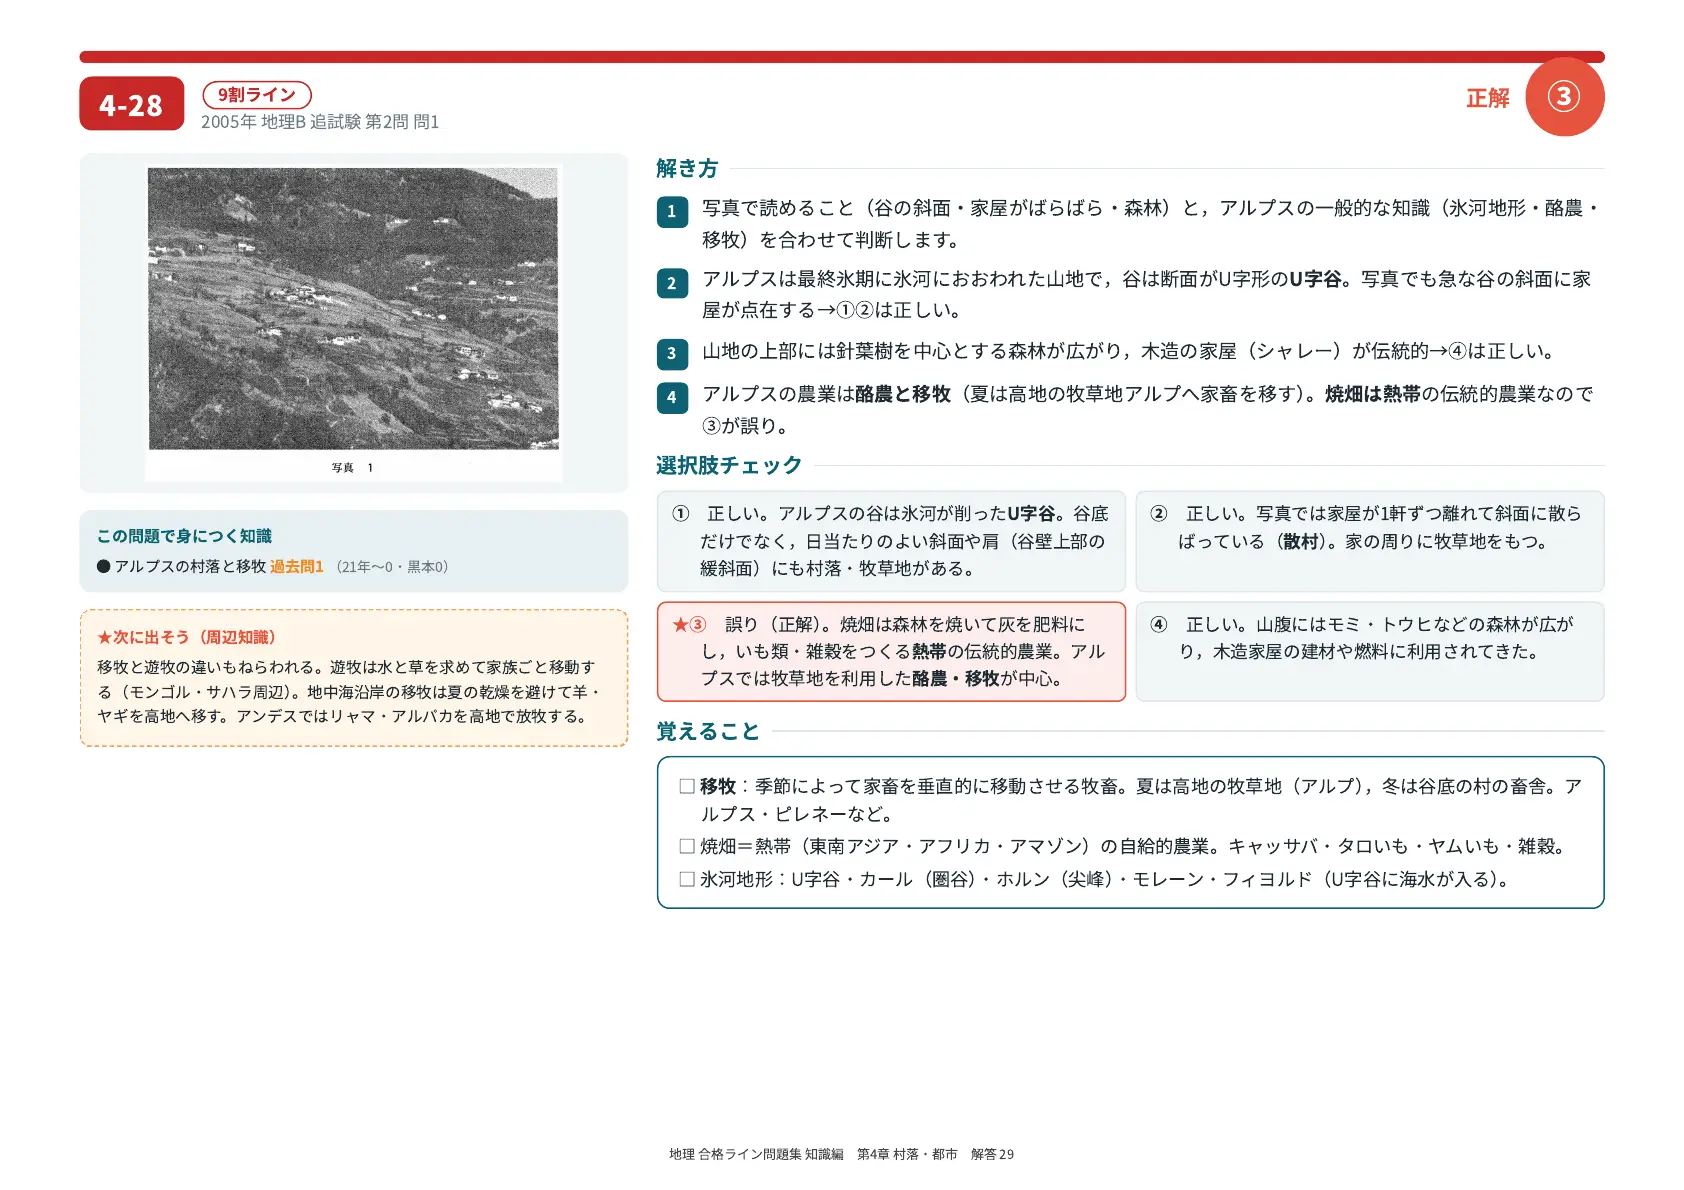 4-28
9割ライン
2005年 地理B 追試験 第2問 問1
正解
③
写真 1
この問題で身につく知識
● アルプスの村落と移牧 過去問1 （21年～0・黒本0）
★次に出そう（周辺知識）
移牧と遊牧の違いもねらわれる。遊牧は水と草を求めて家族ごと移動す
る（モンゴル・サハラ周辺）。地中海沿岸の移牧は夏の乾燥を避けて羊・
ヤギを高地へ移す。アンデスではリャマ・アルパカを高地で放牧する。
解き方
1 写真で読めること（谷の斜面・家屋がばらばら・森林）と，アルプスの一般的な知識（氷河地形・酪農・
移牧）を合わせて判断します。
2 アルプスは最終氷期に氷河におおわれた山地で，谷は断面がU字形のU字谷。写真でも急な谷の斜面に家
屋が点在する→①②は正しい。
3 山地の上部には針葉樹を中心とする森林が広がり，木造の家屋（シャレー）が伝統的→④は正しい。
4 アルプスの農業は酪農と移牧（夏は高地の牧草地アルプへ家畜を移す）。焼畑は熱帯の伝統的農業なので
③が誤り。
選択肢チェック
① 正しい。アルプスの谷は氷河が削ったU字谷。谷底
だけでなく，日当たりのよい斜面や肩（谷壁上部の
緩斜面）にも村落・牧草地がある。
② 正しい。写真では家屋が1軒ずつ離れて斜面に散ら
ばっている（散村）。家の周りに牧草地をもつ。
★③ 誤り（正解）。焼畑は森林を焼いて灰を肥料に
し，いも類・雑穀をつくる熱帯の伝統的農業。アル
プスでは牧草地を利用した酪農・移牧が中心。
④ 正しい。山腹にはモミ・トウヒなどの森林が広が
り，木造家屋の建材や燃料に利用されてきた。
覚えること
□ 移牧：季節によって家畜を垂直的に移動させる牧畜。夏は高地の牧草地（アルプ），冬は谷底の村の畜舎。ア
ルプス・ピレネーなど。
□ 焼畑＝熱帯（東南アジア・アフリカ・アマゾン）の自給的農業。キャッサバ・タロいも・ヤムいも・雑穀。
□ 氷河地形：U字谷・カール（圏谷）・ホルン（尖峰）・モレーン・フィヨルド（U字谷に海水が入る）。
地理 合格ライン問題集 知識編 第4章 村落・都市 解答 29